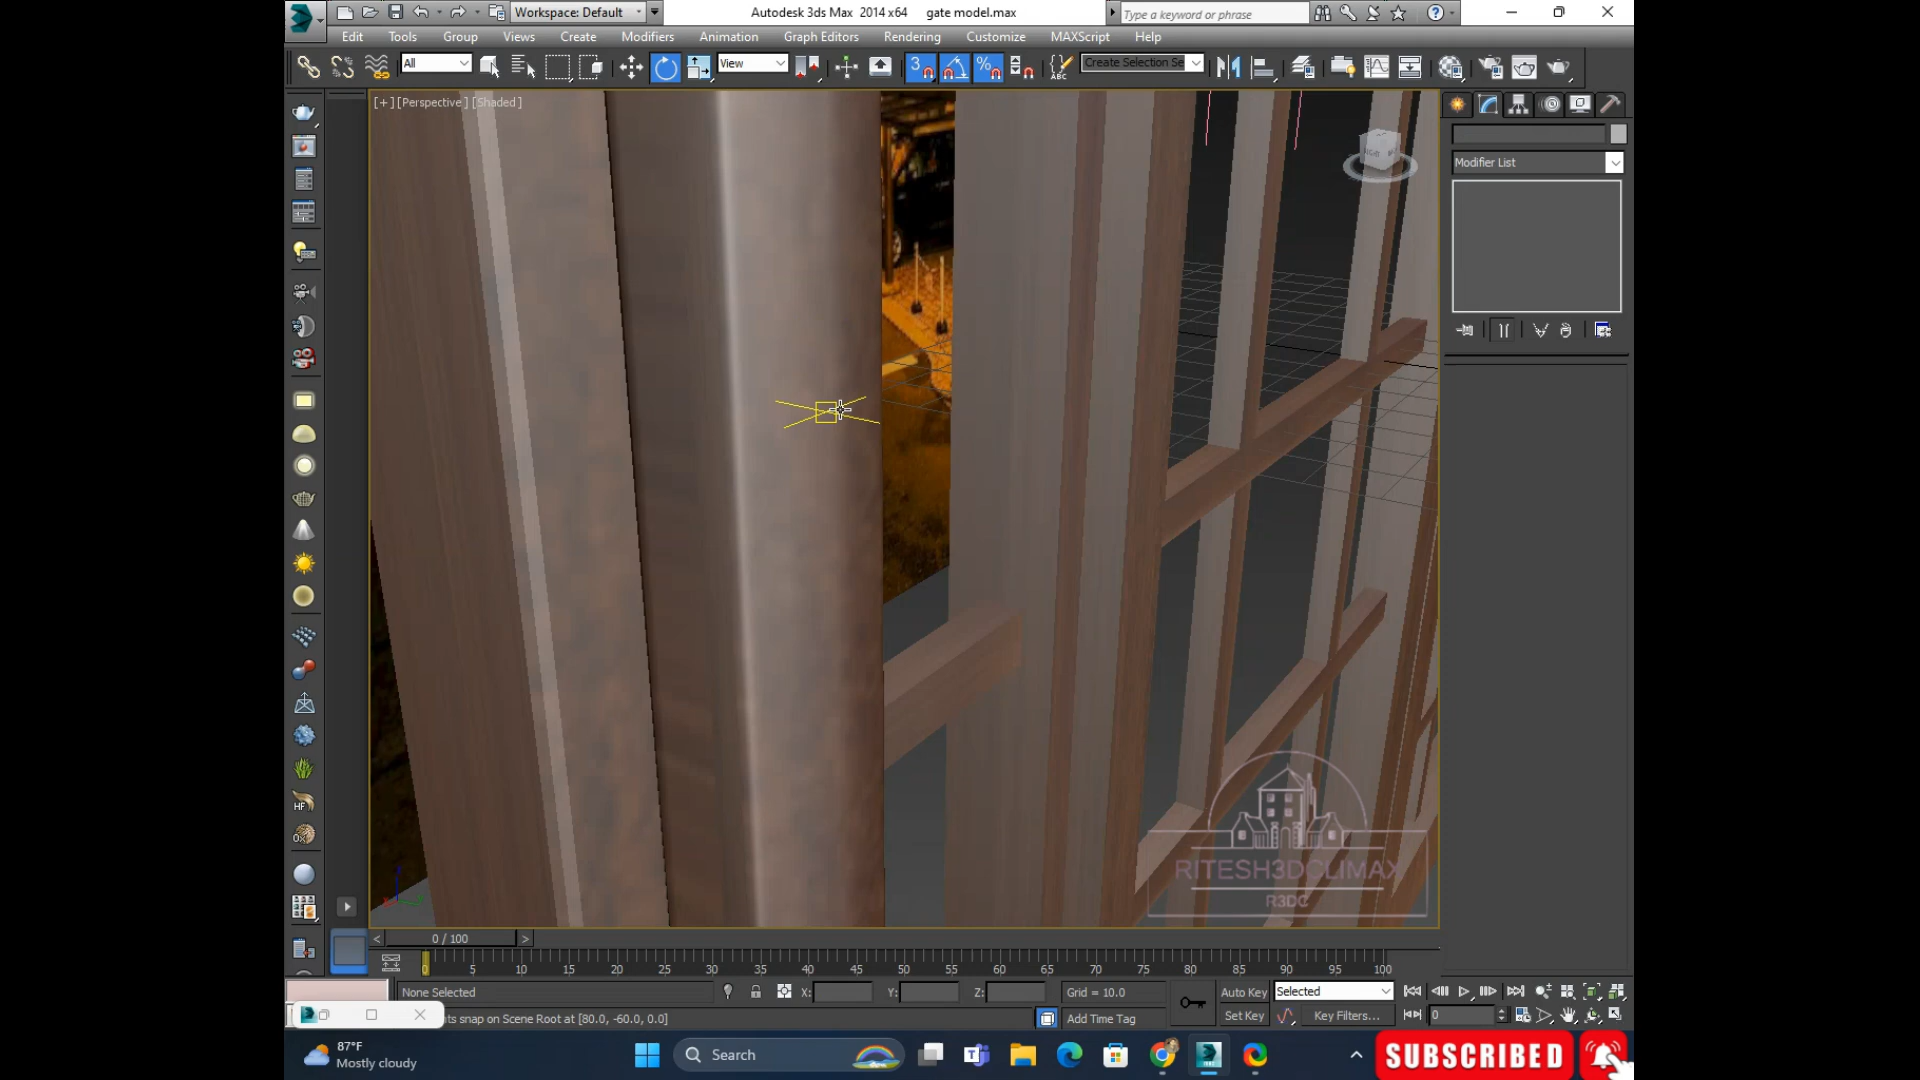 Workspace: Default
Autodesk 3ds Max 2014 x64 gate model.max
Type a keyword or phrase
Edit Tools Group Views Create Modifiers Animation Graph Editors Rendering Customize MAXScript Help
All
View
3
%
ABC
Create Selection Se
[+] [Perspective] [Shaded]
Modifier List
HF
RITESH3DCLIMAX
R3DC
0 / 100
0 5 10 15 20 25 30 35 40 45 50 55 60 65 70 75 80 85 90 95 100
None Selected
X: Y: Z:
Grid = 10.0
Auto Key
Selected
ts snap on Scene Root at [80.0, -60.0, 0.0]
Add Time Tag
Set Key
Key Filters...
0
87°F
Mostly cloudy
Search
SUBSCRIBED